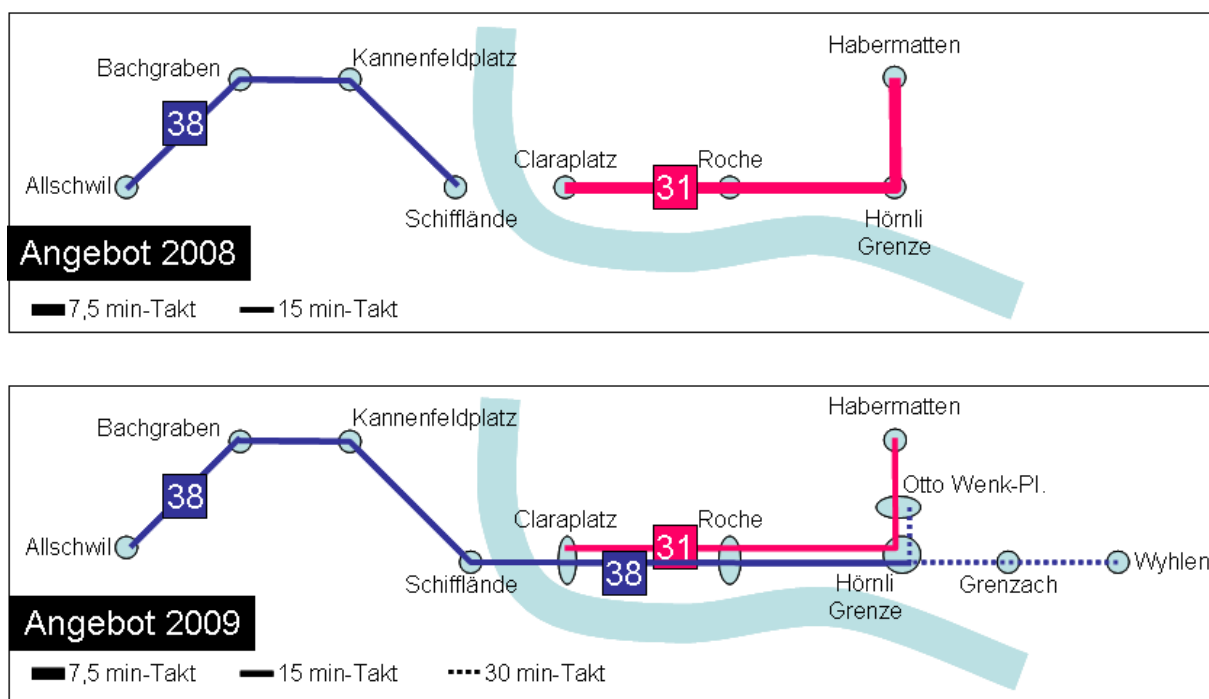 Habermatten
Kannenfeldplatz
Bachgraben
38
Claraplatz
Roche
31
Allschwil
Schifflände
Hörnli
Grenze
Angebot 2008
7,5 min-Takt
15 min-Takt
Habermatten
Kannenfeldplatz
Bachgraben
Otto Wenk-Pl.
38
Claraplatz
Roche
31
Allschwil
38
Wyhlen
Schifflände
Hörnli
Grenze
Grenzach
Angebot 2009
7,5 min-Takt
15 min-Takt
30 min-Takt